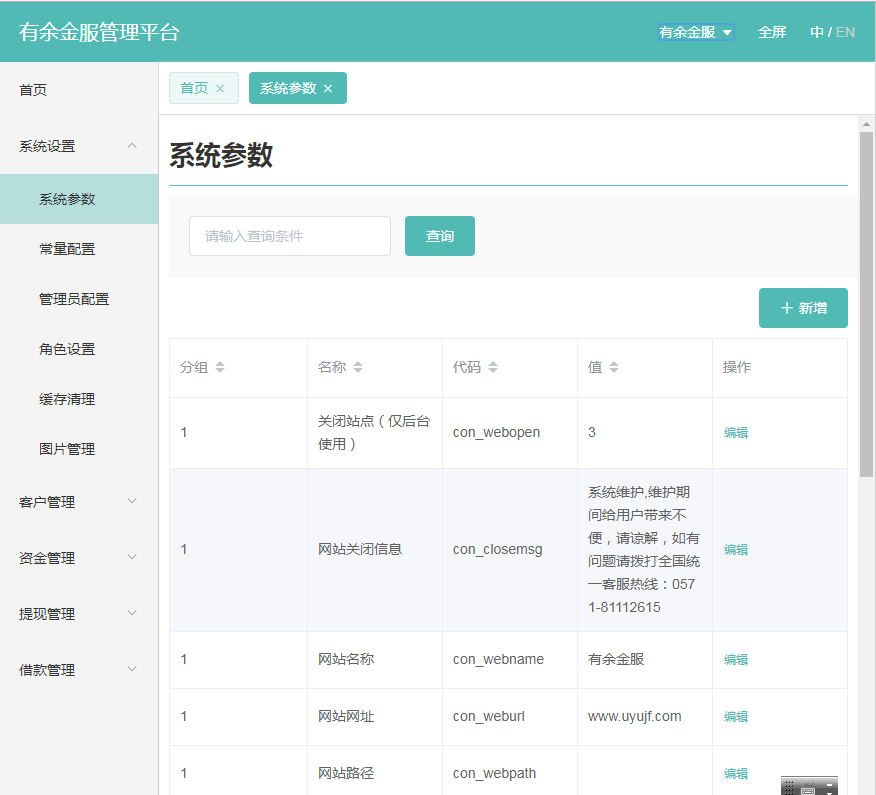 有余金服管理平台
有余金服 全屏 中 / EN
首页
系统设置
系统参数
常量配置
管理员配置
角色设置
缓存清理
图片管理
客户管理
资金管理
提现管理
借款管理
首页 × 系统参数 ×
系统参数
请输入查询条件 查询
+ 新增
分组 名称 代码 值 操作
1 关闭站点（仅后台
使用） con_webopen 3 编辑
1 网站关闭信息 con_closemsg 系统维护,维护期
间给用户带来不
便，请谅解，如有
问题请拨打全国统
一客服热线：057
1-81112615 编辑
1 网站名称 con_webname 有余金服 编辑
1 网站网址 con_weburl www.uyujf.com 编辑
1 网站路径 con_webpath 编辑